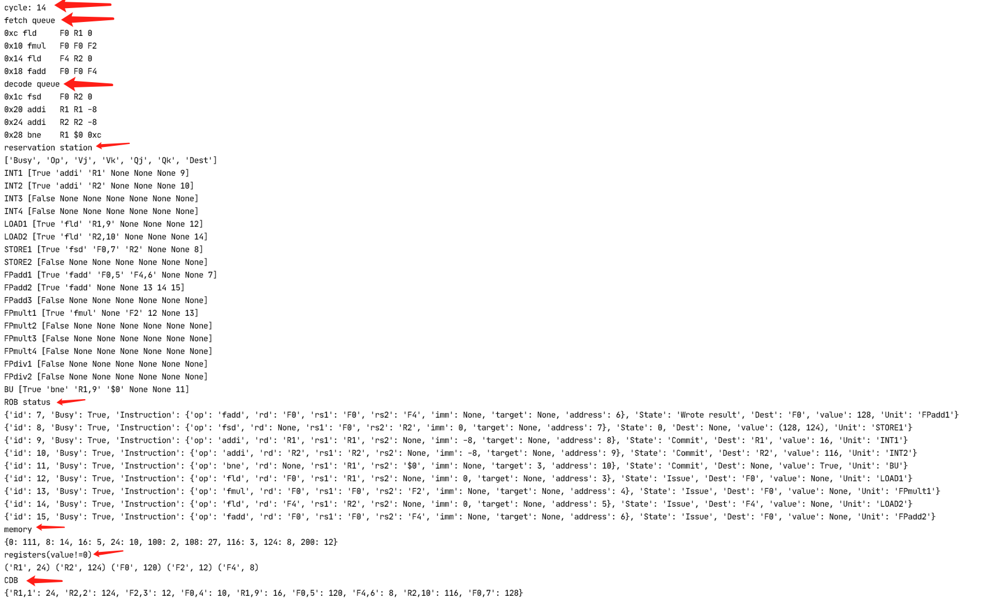 cycle: 14
fetch queue
0xc fld     F0 R1 0
0x10 fmul   F0 F0 F2
0x14 fld    F4 R2 0
0x18 fadd   F0 F0 F4
decode queue
0x1c fsd    F0 R2 0
0x20 addi   R1 R1 -8
0x24 addi   R2 R2 -8
0x28 bne    R1 $0 0xc
reservation station
['Busy', 'Op', 'Vj', 'Vk', 'Qj', 'Qk', 'Dest']
INT1 [True 'addi' 'R1' None None None 9]
INT2 [True 'addi' 'R2' None None None 10]
INT3 [False None None None None None None]
INT4 [False None None None None None None]
LOAD1 [True 'fld' 'R1,9' None None None 12]
LOAD2 [True 'fld' 'R2,10' None None None 14]
STORE1 [True 'fsd' 'F0,7' 'R2' None None 8]
STORE2 [False None None None None None None]
FPadd1 [True 'fadd' 'F0,5' 'F4,6' None None 7]
FPadd2 [True 'fadd' None None 13 14 15]
FPadd3 [False None None None None None None]
FPmult1 [True 'fmul' None 'F2' 12 None 13]
FPmult2 [False None None None None None None]
FPmult3 [False None None None None None None]
FPmult4 [False None None None None None None]
FPdiv1 [False None None None None None None]
FPdiv2 [False None None None None None None]
BU [True 'bne' 'R1,9' '$0' None None 11]
ROB status
{'id': 7, 'Busy': True, 'Instruction': {'op': 'fadd', 'rd': 'F0', 'rs1': 'F0', 'rs2': 'F4', 'imm': None, 'target': None, 'address': 6}, 'State': 'Wrote result', 'Dest': 'F0', 'value': 128, 'Unit': 'FPadd1'}
{'id': 8, 'Busy': True, 'Instruction': {'op': 'fsd', 'rd': None, 'rs1': 'F0', 'rs2': 'R2', 'imm': 0, 'target': None, 'address': 7}, 'State': 0, 'Dest': None, 'value': (128, 124), 'Unit': 'STORE1'}
{'id': 9, 'Busy': True, 'Instruction': {'op': 'addi', 'rd': 'R1', 'rs1': 'R1', 'rs2': None, 'imm': -8, 'target': None, 'address': 8}, 'State': 'Commit', 'Dest': 'R1', 'value': 16, 'Unit': 'INT1'}
{'id': 10, 'Busy': True, 'Instruction': {'op': 'addi', 'rd': 'R2', 'rs1': 'R2', 'rs2': None, 'imm': -8, 'target': None, 'address': 9}, 'State': 'Commit', 'Dest': 'R2', 'value': 116, 'Unit': 'INT2'}
{'id': 11, 'Busy': True, 'Instruction': {'op': 'bne', 'rd': None, 'rs1': 'R1', 'rs2': '$0', 'imm': None, 'target': 3, 'address': 10}, 'State': 'Commit', 'Dest': None, 'value': True, 'Unit': 'BU'}
{'id': 12, 'Busy': True, 'Instruction': {'op': 'fld', 'rd': 'F0', 'rs1': 'R1', 'rs2': None, 'imm': 0, 'target': None, 'address': 3}, 'State': 'Issue', 'Dest': 'F0', 'value': None, 'Unit': 'LOAD1'}
{'id': 13, 'Busy': True, 'Instruction': {'op': 'fmul', 'rd': 'F0', 'rs1': 'F0', 'rs2': 'F2', 'imm': None, 'target': None, 'address': 4}, 'State': 'Issue', 'Dest': 'F0', 'value': None, 'Unit': 'FPmult1'}
{'id': 14, 'Busy': True, 'Instruction': {'op': 'fld', 'rd': 'F4', 'rs1': 'R2', 'rs2': None, 'imm': 0, 'target': None, 'address': 5}, 'State': 'Issue', 'Dest': 'F4', 'value': None, 'Unit': 'LOAD2'}
{'id': 15, 'Busy': True, 'Instruction': {'op': 'fadd', 'rd': 'F0', 'rs1': 'F0', 'rs2': 'F4', 'imm': None, 'target': None, 'address': 6}, 'State': 'Issue', 'Dest': 'F0', 'value': None, 'Unit': 'FPadd2'}
memory
{0: 111, 8: 14, 16: 5, 24: 10, 100: 2, 108: 27, 116: 3, 124: 8, 200: 12}
registers(value!=0)
('R1', 24) ('R2', 124) ('F0', 120) ('F2', 12) ('F4', 8)
CDB
{'R1,1': 24, 'R2,2': 124, 'F2,3': 12, 'F0,4': 10, 'R1,9': 16, 'F0,5': 120, 'F4,6': 8, 'R2,10': 116, 'F0,7': 128}